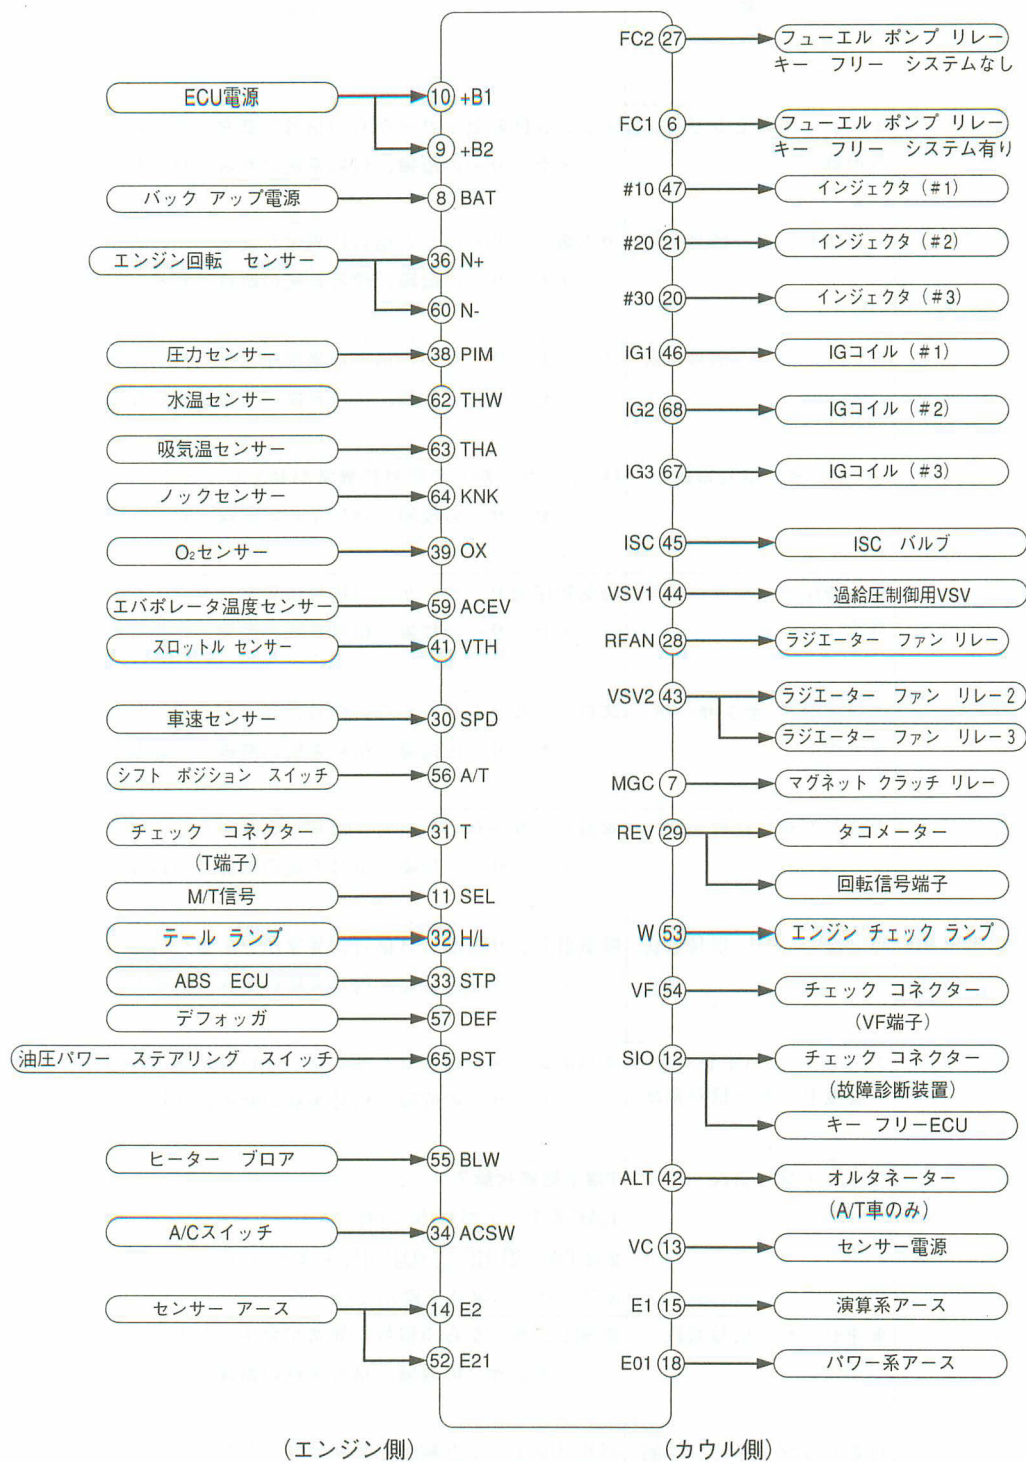 ECU電源
10 +B1
9 +B2
バック アップ電源
8 BAT
エンジン回転 センサー
36 N+
60 N-
圧力センサー
38 PIM
水温センサー
62 THW
吸気温センサー
63 THA
ノックセンサー
64 KNK
O₂センサー
39 OX
エバポレータ温度センサー
59 ACEV
スロットル センサー
41 VTH
車速センサー
30 SPD
シフト ポジション スイッチ
56 A/T
チェック コネクター
(T端子)
31 T
M/T信号
11 SEL
テール ランプ
32 H/L
ABS ECU
33 STP
デフォッガ
57 DEF
油圧パワー ステアリング スイッチ
65 PST
ヒーター ブロア
55 BLW
A/Cスイッチ
34 ACSW
センサー アース
14 E2
52 E21
(エンジン側)
FC2 27
フューエル ポンプ リレー
キー フリー システムなし
FC1 6
フューエル ポンプ リレー
キー フリー システム有り
#10 47
インジェクタ(#1)
#20 21
インジェクタ(#2)
#30 20
インジェクタ(#3)
IG1 46
IGコイル(#1)
IG2 68
IGコイル(#2)
IG3 67
IGコイル(#3)
ISC 45
ISC バルブ
VSV1 44
過給圧制御用VSV
RFAN 28
ラジエーター ファン リレー
VSV2 43
ラジエーター ファン リレー2
ラジエーター ファン リレー3
MGC 7
マグネット クラッチ リレー
REV 29
タコメーター
回転信号端子
W 53
エンジン チェック ランプ
VF 54
チェック コネクター
(VF端子)
SIO 12
チェック コネクター
(故障診断装置)
キー フリーECU
ALT 42
オルタネーター
(A/T車のみ)
VC 13
センサー電源
E1 15
演算系アース
E01 18
パワー系アース
(カウル側)